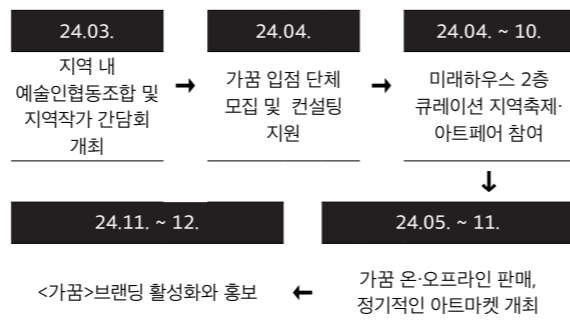 24.03.
지역 내
예술인협동조합 및
지역작가 간담회
개최
24.04.
가꿈 입점 단체
모집 및 컨설팅
지원
24.04. ~ 10.
미래하우스 2층
큐레이션 지역축제·
아트페어 참여
24.05. ~ 11.
가꿈 온·오프라인 판매,
정기적인 아트마켓 개최
24.11. ~ 12.
<가꿈>브랜딩 활성화와 홍보